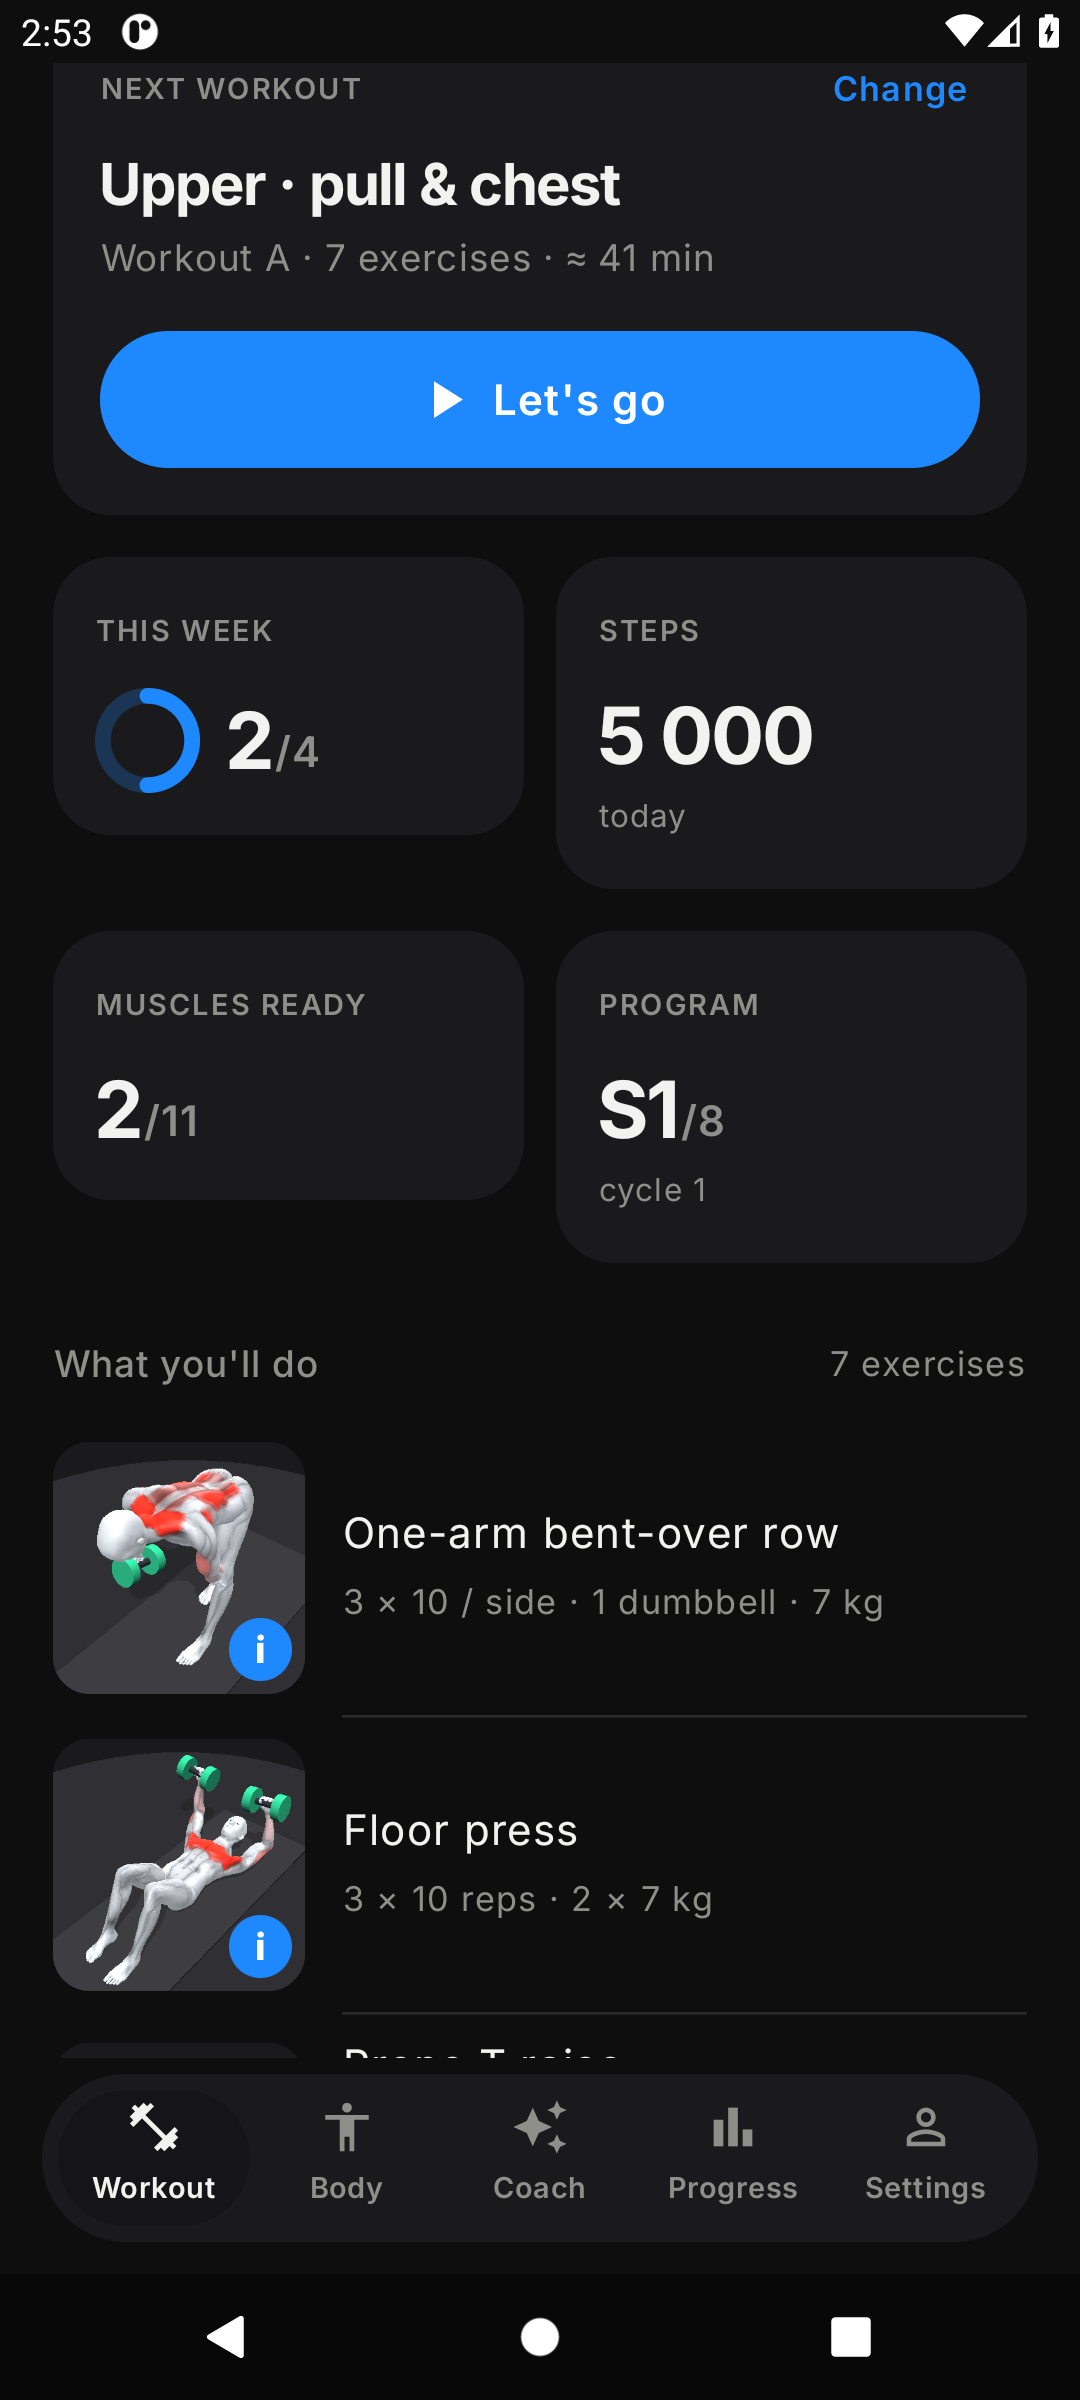 2:53
NEXT WORKOUT
Change
Upper · pull & chest
Workout A · 7 exercises · ≈ 41 min
Let's go
THIS WEEK
2/4
STEPS
5 000
today
MUSCLES READY
2/11
PROGRAM
S1/8
cycle 1
What you'll do
7 exercises
One-arm bent-over row
3 × 10 / side · 1 dumbbell · 7 kg
i
Floor press
3 × 10 reps · 2 × 7 kg
i
Workout
Body
Coach
Progress
Settings